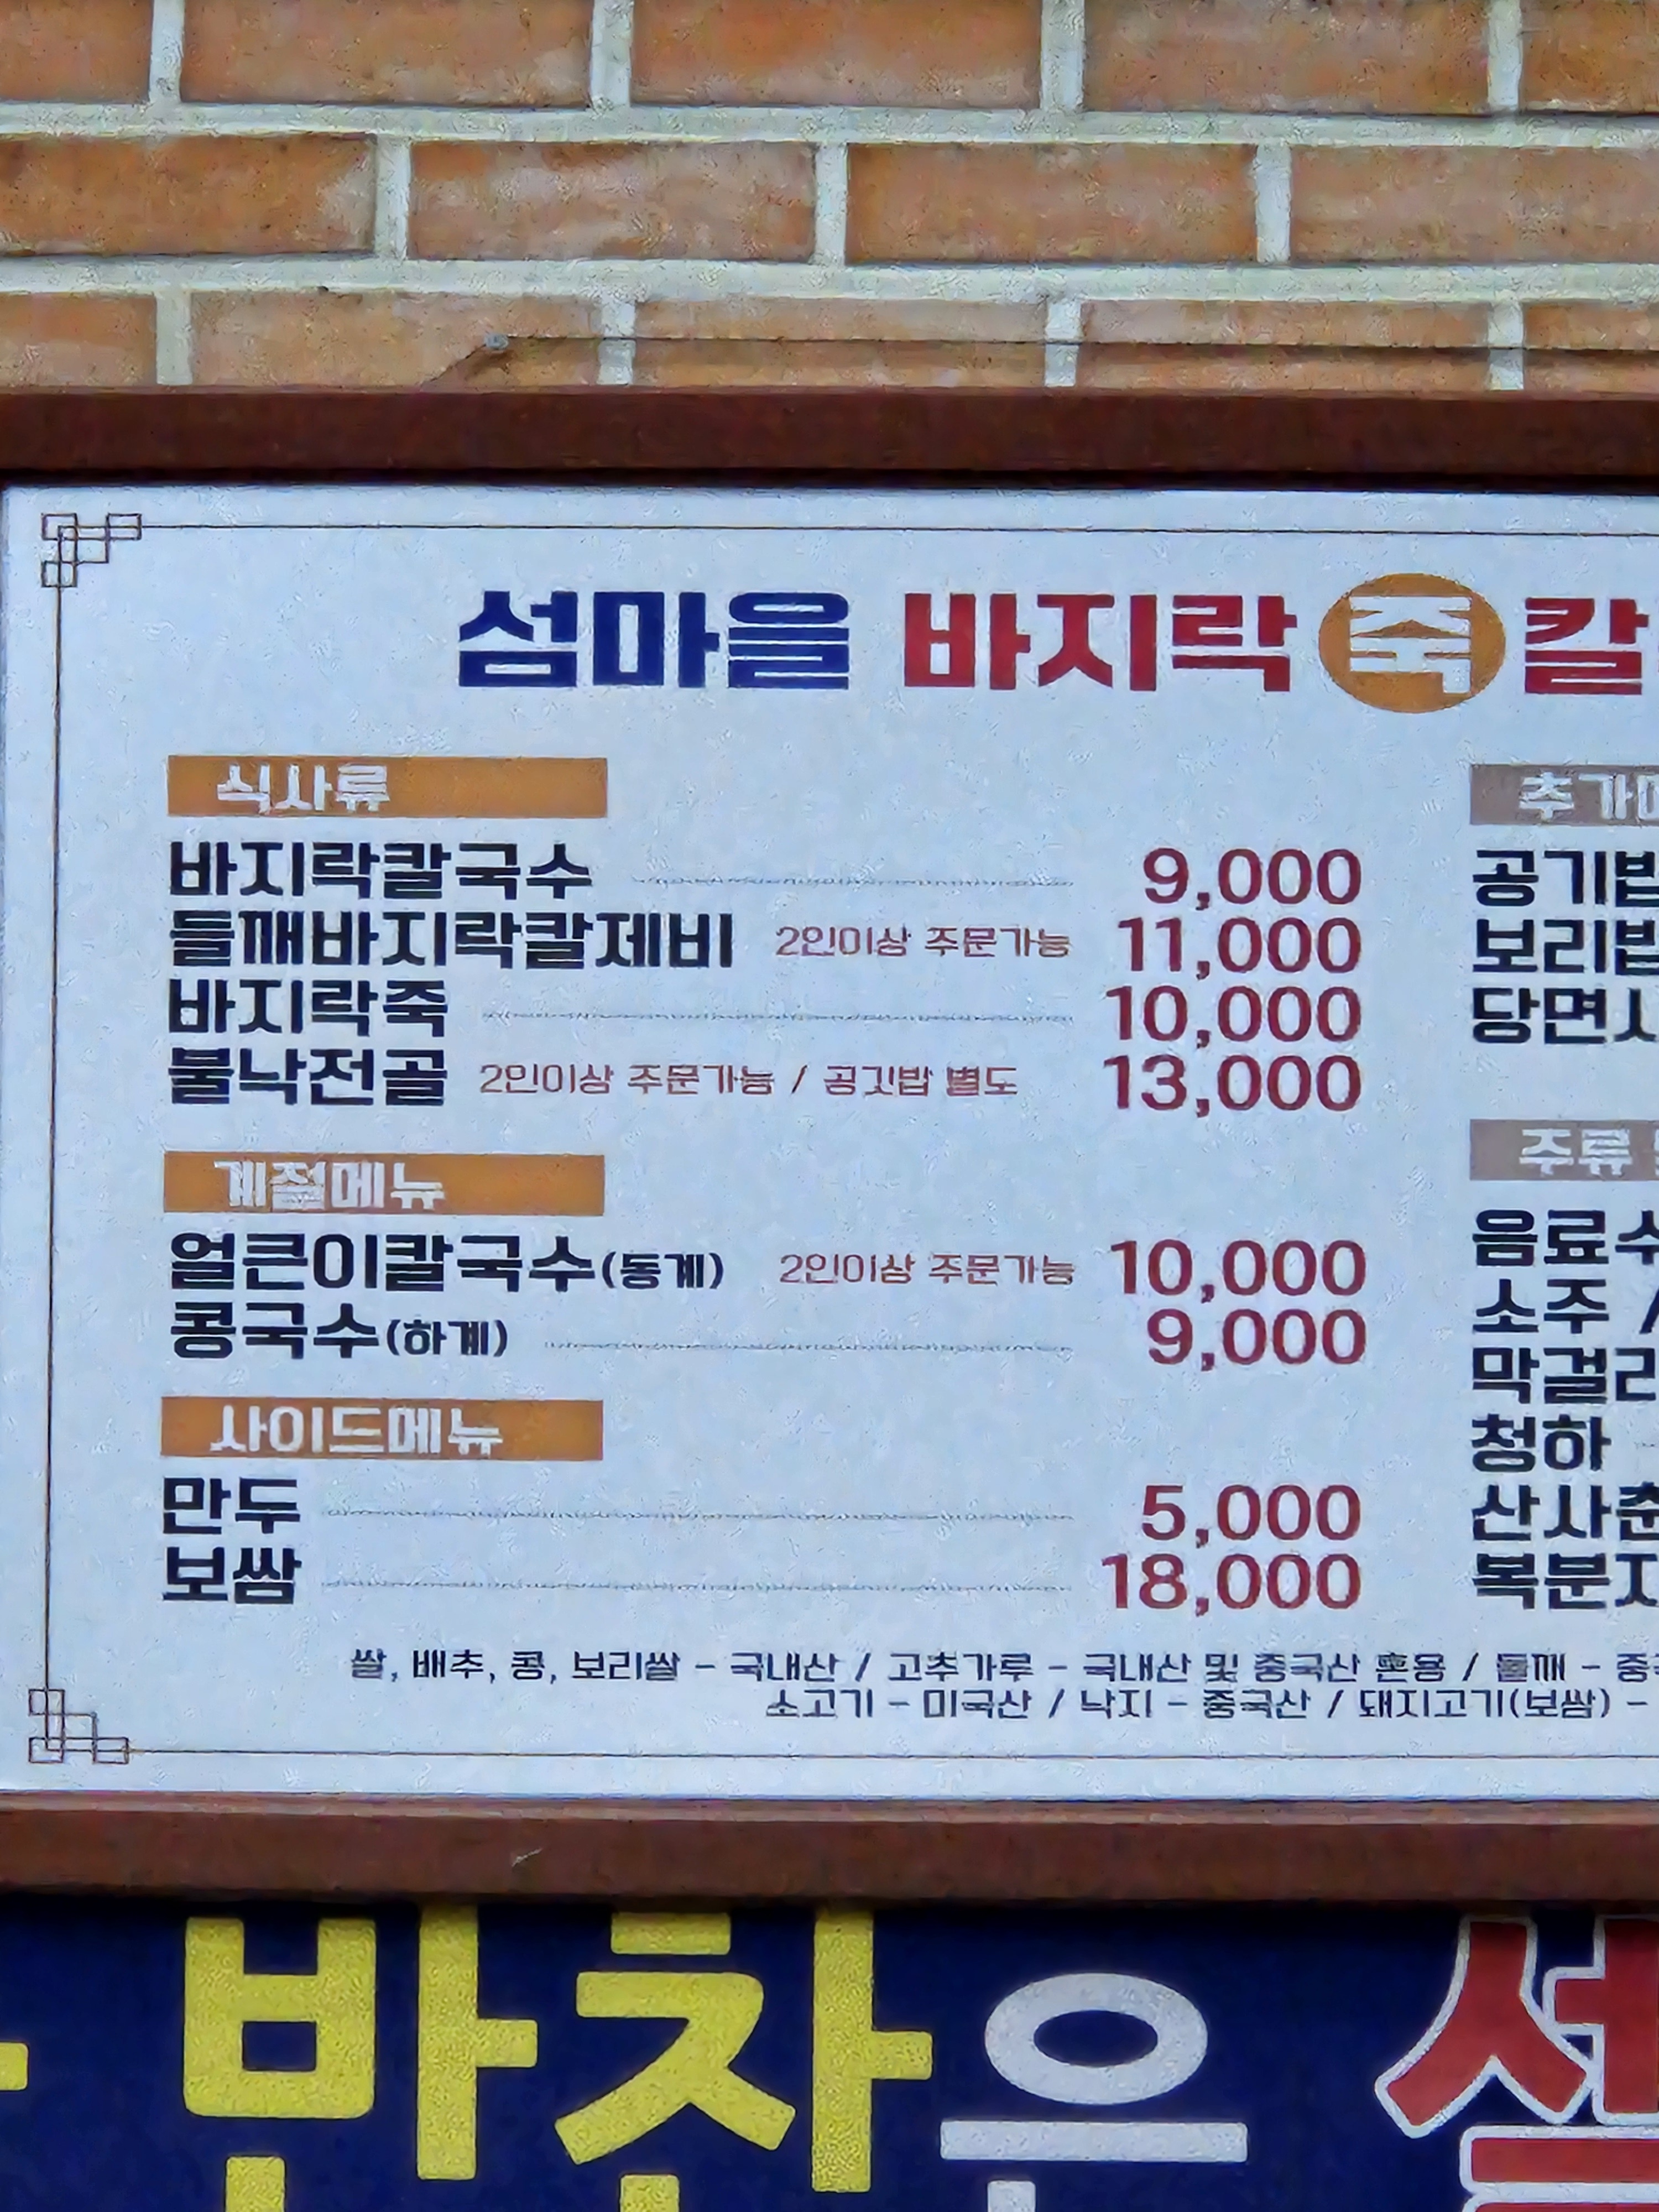 섬마을 바지락 죽 칼
식사류
바지락칼국수 9,000
들깨바지락칼제비 2인이상 주문가능 11,000
바지락죽 10,000
불낙전골 2인이상 주문가능 / 공깃밥 별도 13,000
계절메뉴
얼큰이칼국수(동계) 2인이상 주문가능 10,000
콩국수(하계) 9,000
사이드메뉴
만두 5,000
보쌈 18,000
추가
공기밥
보리밥
당면사
주류
음료수
소주 /
막걸리
청하
산사춘
복분자
쌀, 배추, 콩, 보리쌀 - 국내산 / 고추가루 - 국내산 및 중국산 혼용 / 들깨 - 중국
소고기 - 미국산 / 낙지 - 중국산 / 돼지고기(보쌈) -
반찬은 셀